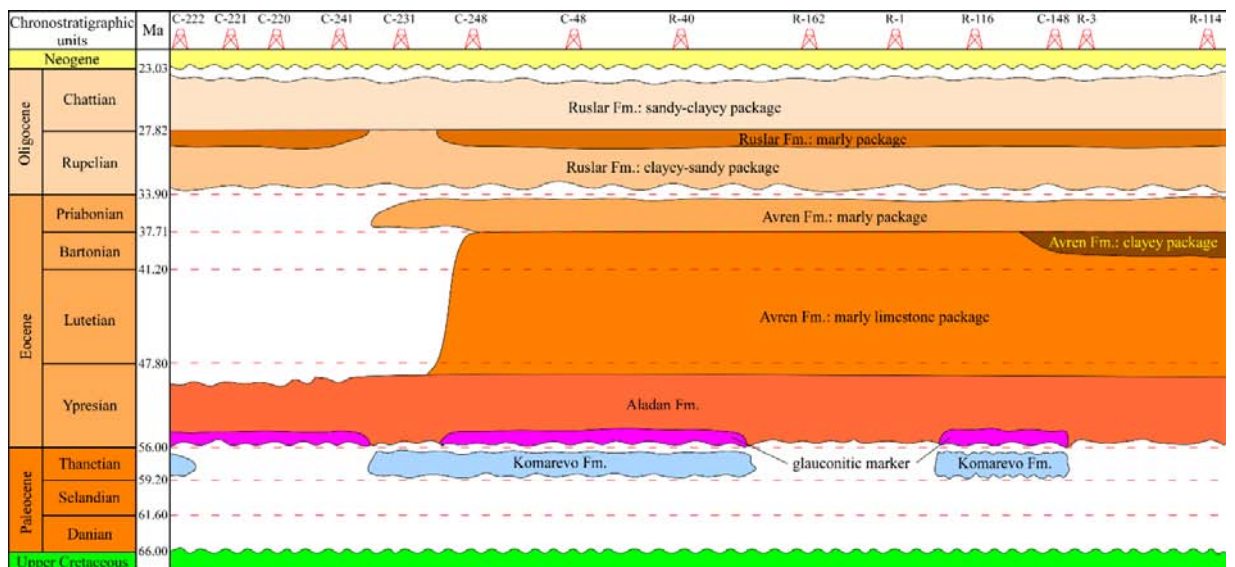 Chronostratigraphic
units
Ma
C-222 C-221 C-220 C-241 C-231 C-248 C-48 R-40 R-162 R-1 R-116 C-148 R-3 R-114
Neogene
23.03
Oligocene
Chattian
Ruslar Fm.: sandy-clayey package
27.82
Ruslar Fm.: marly package
Rupelian
Ruslar Fm.: clayey-sandy package
33.90
Eocene
Priabonian
Avren Fm.: marly package
37.71
Bartonian
Avren Fm.: clayey package
41.20
Lutetian
Avren Fm.: marly limestone package
47.80
Ypresian
Aladan Fm.
56.00
Paleocene
Thanetian
Komarevo Fm.
glauconitic marker
Komarevo Fm.
59.20
Selandian
61.60
Danian
66.00
Upper Cretaceous